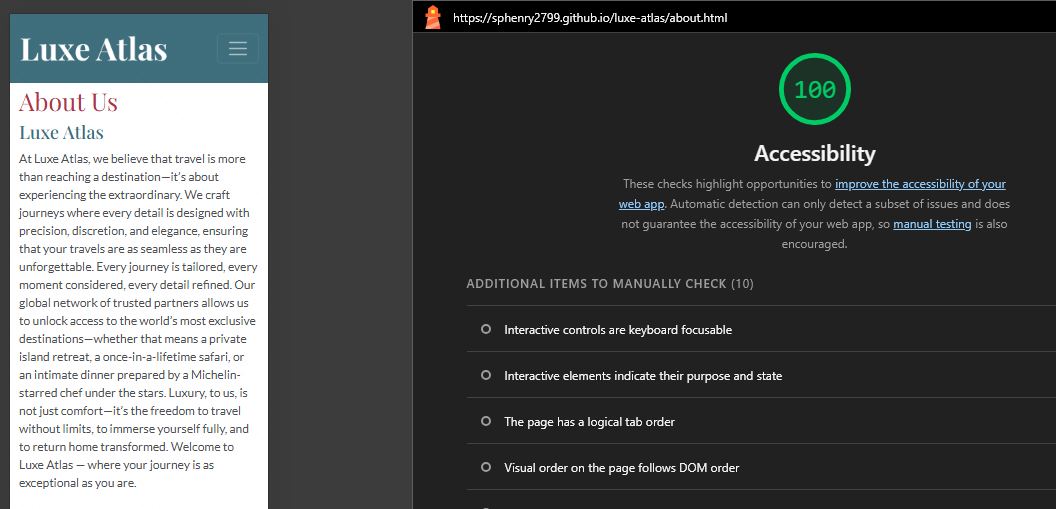 Luxe Atlas
About Us
Luxe Atlas
At Luxe Atlas, we believe that travel is more
than reaching a destination—it's about
experiencing the extraordinary. We craft
journeys where every detail is designed with
precision, discretion, and elegance, ensuring
that your travels are as seamless as they are
unforgettable. Every journey is tailored, every
moment considered, every detail refined. Our
global network of trusted partners allows us
to unlock access to the world's most exclusive
destinations—whether that means a private
island retreat, a once-in-a-lifetime safari, or
an intimate dinner prepared by a Michelin-
starred chef under the stars. Luxury, to us, is
not just comfort—it's the freedom to travel
without limits, to immerse yourself fully, and
to return home transformed. Welcome to
Luxe Atlas — where your journey is as
exceptional as you are.
https://sphenry2799.github.io/luxe-atlas/about.html
100
Accessibility
These checks highlight opportunities to improve the accessibility of your
web app. Automatic detection can only detect a subset of issues and does
not guarantee the accessibility of your web app, so manual testing is also
encouraged.
ADDITIONAL ITEMS TO MANUALLY CHECK (10)
Interactive controls are keyboard focusable
Interactive elements indicate their purpose and state
The page has a logical tab order
Visual order on the page follows DOM order